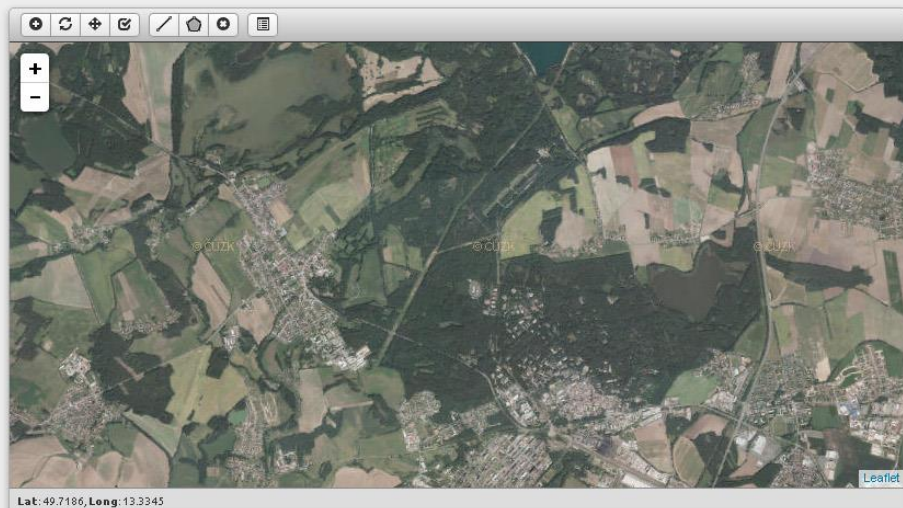 +
−
© ČÚZK © ČÚZK © ČÚZK
Leaflet
Lat: 49.7186, Long: 13.3345